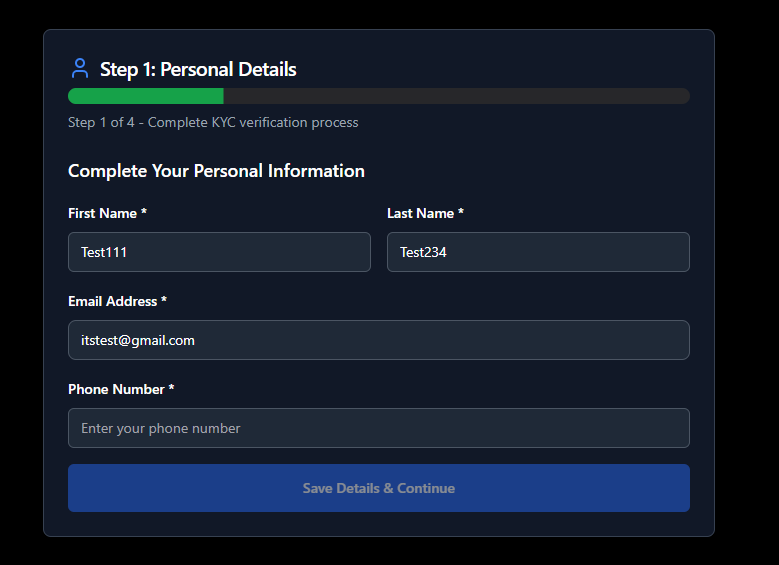 Step 1: Personal Details
Step 1 of 4 - Complete KYC verification process
Complete Your Personal Information
First Name * Last Name *
Test111 Test234
Email Address *
itstest@gmail.com
Phone Number *
Enter your phone number
Save Details & Continue